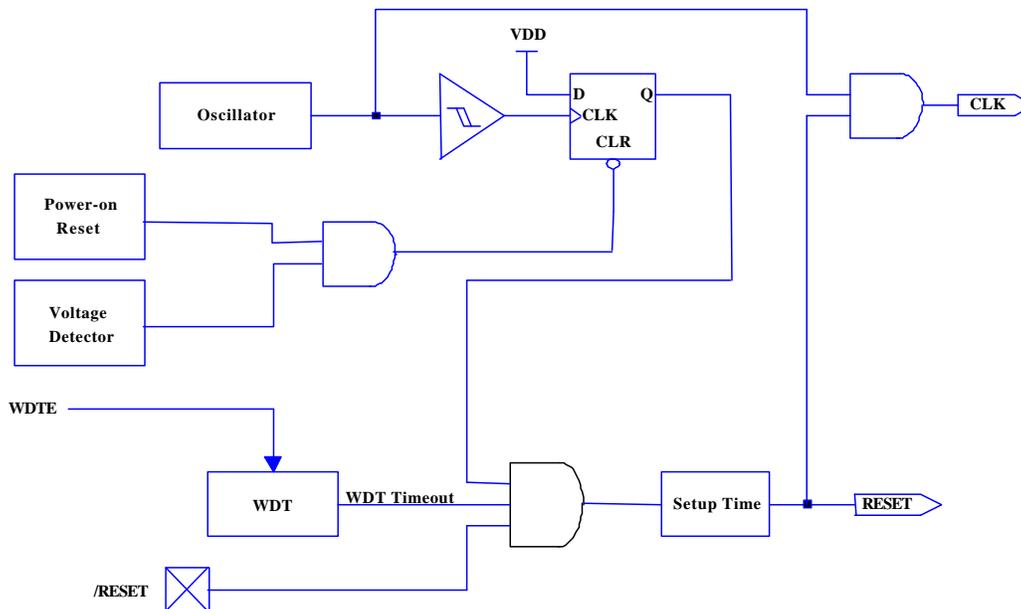 VDD
Oscillator
D
Q
CLK
CLR
CLK
Power-on
Reset
Voltage
Detector
WDTE
WDT
WDT Timeout
Setup Time
RESET
/RESET